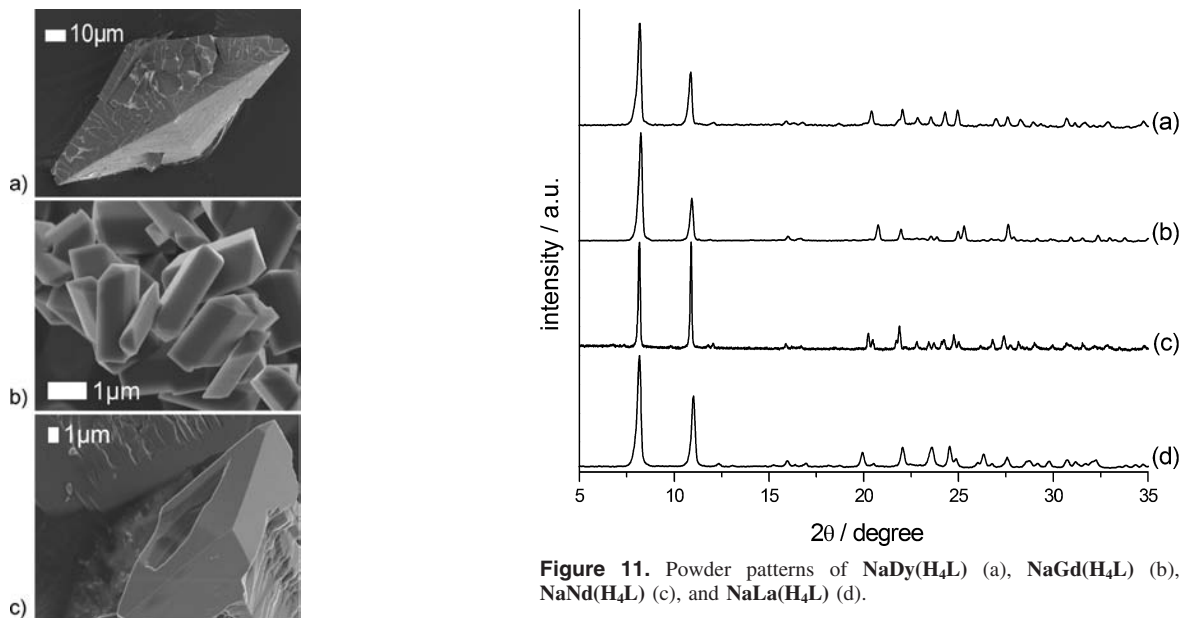 10µm
a)
1µm
b)
1µm
c)
(a)
(b)
(c)
(d)
intensity / a.u.
5 10 15 20 25 30 35
2θ / degree
Figure 11. Powder patterns of NaDy(H₄L) (a), NaGd(H₄L) (b),
NaNd(H₄L) (c), and NaLa(H₄L) (d).